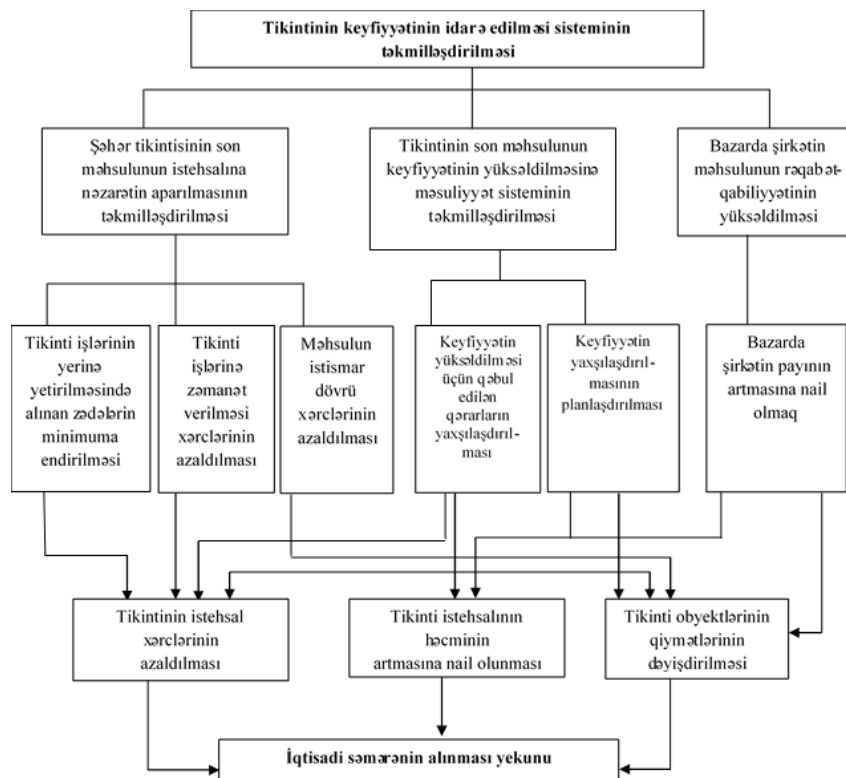 Tikintinin keyfiyyətinin idarə edilməsi sisteminin
təkmilləşdirilməsi
Şəhər tikintisinin son
məhsulunun istehsalına
nəzarətin aparılmasının
təkmilləşdirilməsi
Tikintinin son məhsulunun
keyfiyyətinin yüksəldilməsinə
məsuliyyət sisteminin
təkmilləşdirilməsi
Bazarda şirkətin
məhsulunun rəqabət-
qabiliyyətinin
yüksəldilməsi
Tikinti işlərinin
yerinə
yetirilməsində
alınan zədələrin
minimuma
endirilməsi
Tikinti
işlərinə
zəmanət
verilməsi
xərclərinin
azaldılması
Məhsulun
istismar
dövrü
xərclərinin
azaldılması
Keyfiyyətin
yüksəldilməsi
üçün qəbul
edilən
qərarların
yaxşılaşdırıl-
ması
Keyfiyyətin
yaxşılaşdırıl-
masının
planlaşdırılması
Bazarda
şirkətin payının
artmasına nail
olmaq
Tikintinin istehsal
xərclərinin
azaldılması
Tikinti istehsalının
həcminin
artmasına nail olunması
Tikinti obyektlərinin
qiymətlərinin
dəyişdirilməsi
İqtisadi səmərənin alınması yekunu